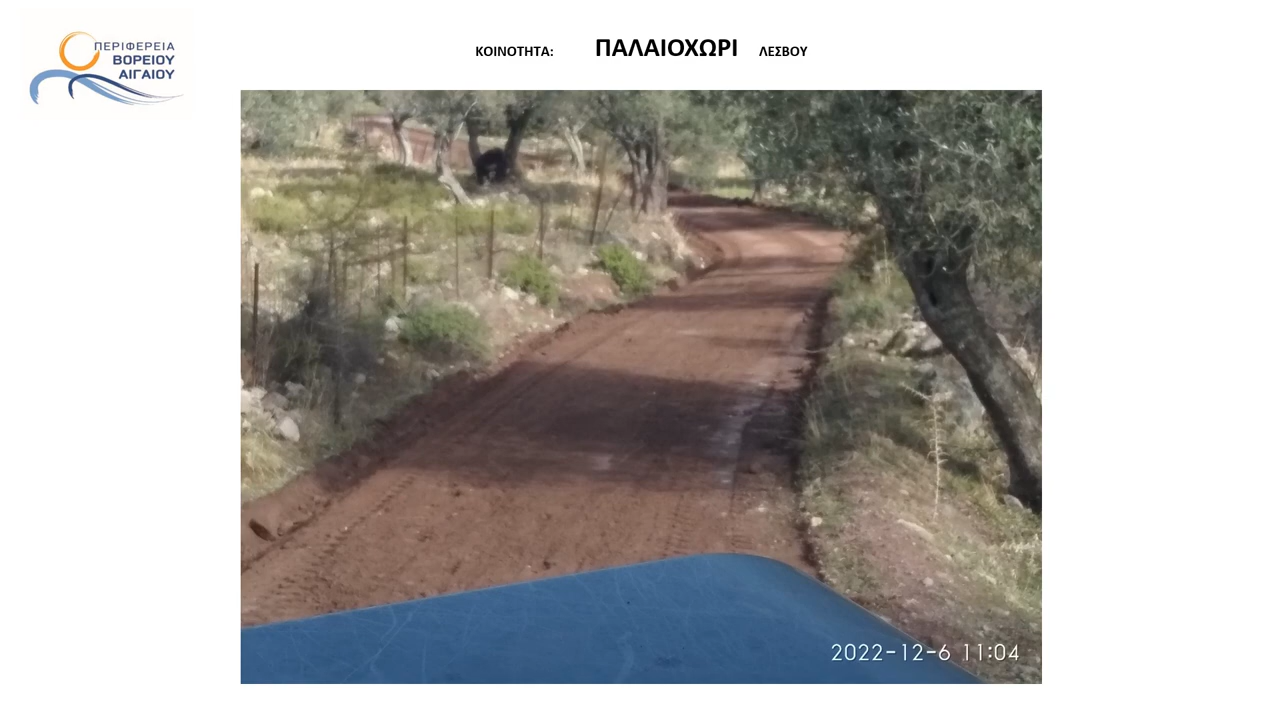 ΠΕΡΙΦΕΡΕΙΑ
ΒΟΡΕΙΟΥ
ΑΙΓΑΙΟΥ
ΚΟΙΝΟΤΗΤΑ: ΠΑΛΑΙΟΧΩΡΙ ΛΕΣΒΟΥ
2022-12-6 11:04